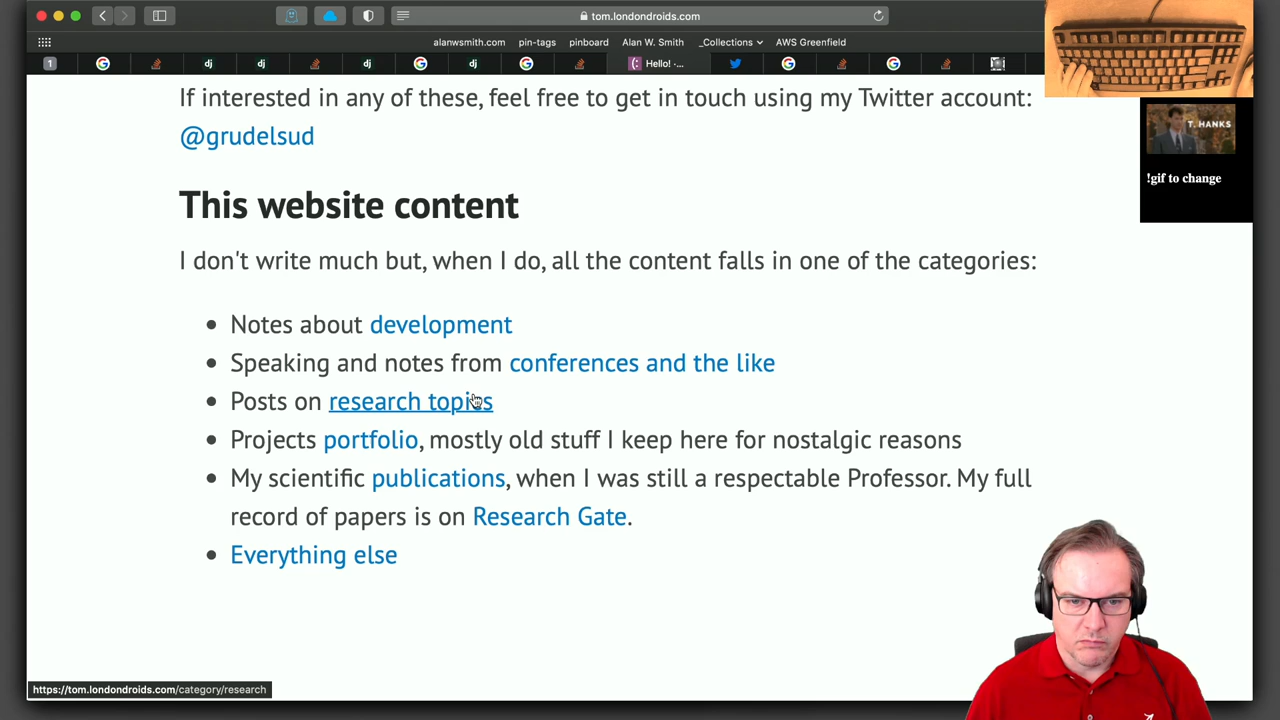 tom.londondroids.com
alanwsmith.com pin-tags pinboard Alan W. Smith _Collections AWS Greenfield
1 dj dj dj dj Hello! ·...
If interested in any of these, feel free to get in touch using my Twitter account:
@grudelsud
T. HANKS
!gif to change
This website content
I don't write much but, when I do, all the content falls in one of the categories:
• Notes about development
• Speaking and notes from conferences and the like
• Posts on research topics
• Projects portfolio, mostly old stuff I keep here for nostalgic reasons
• My scientific publications, when I was still a respectable Professor. My full
record of papers is on Research Gate.
• Everything else
https://tom.londondroids.com/category/research